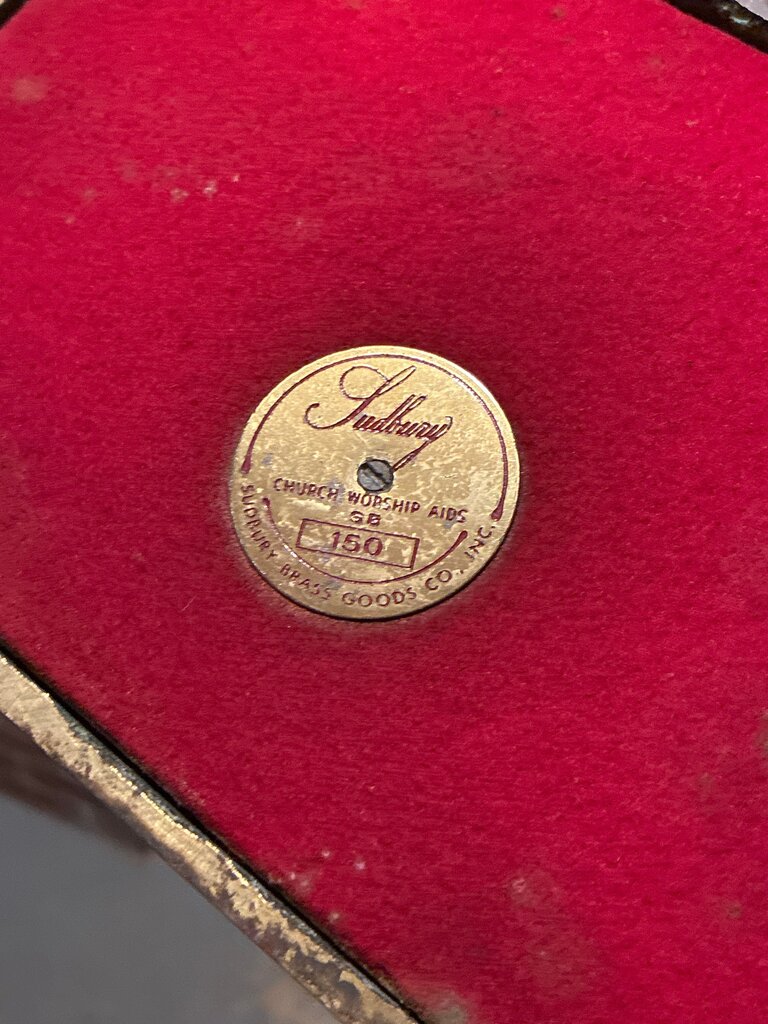 Sudbury
CHURCH WORSHIP AIDS
SB
150
SUDBURY BRASS GOODS CO., INC.